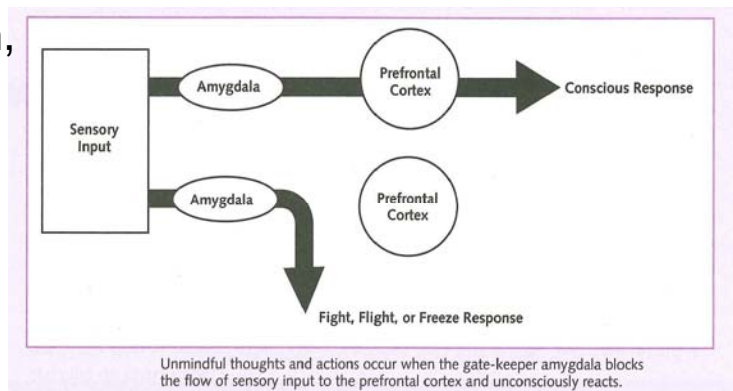 ,
Amygdala
Prefrontal
Cortex
Conscious Response
Sensory
Input
Amygdala
Prefrontal
Cortex
Fight, Flight, or Freeze Response
Unmindful thoughts and actions occur when the gate-keeper amygdala blocks
the flow of sensory input to the prefrontal cortex and unconsciously reacts.